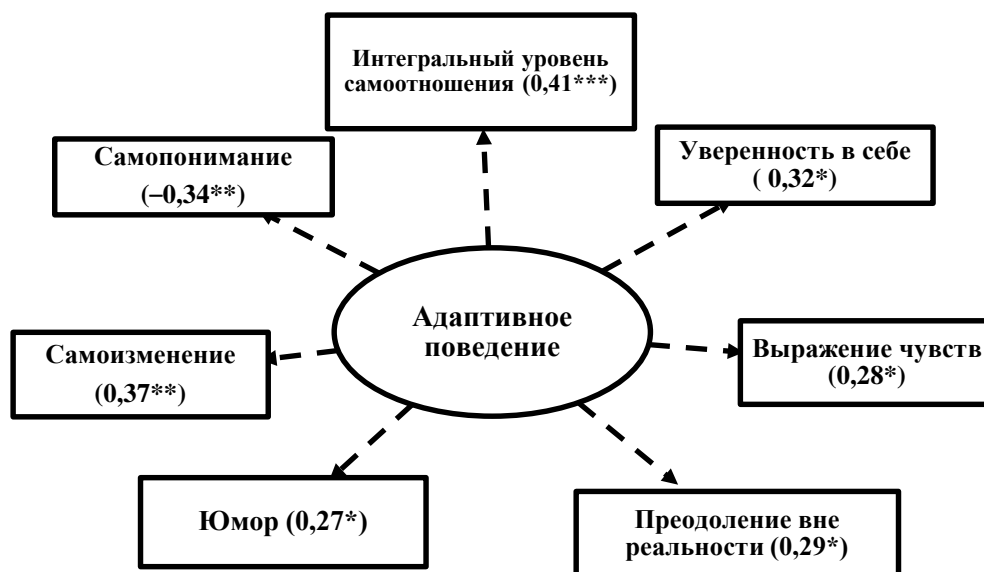 Интегральный уровень
самоотношения (0,41***)
Самопонимание
(–0,34**)
Уверенность в себе
( 0,32*)
Адаптивное
поведение
Самоизменение
(0,37**)
Выражение чувств
(0,28*)
Юмор (0,27*)
Преодоление вне
реальности (0,29*)